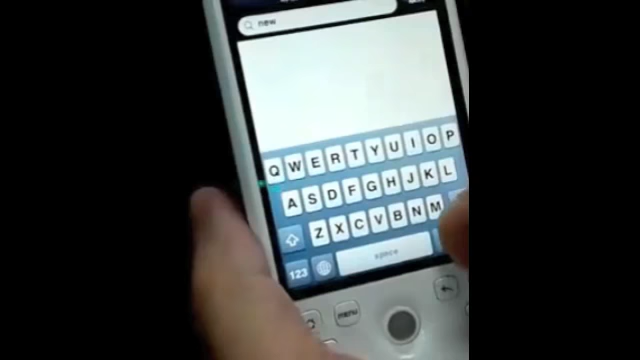 new
Q W E R T Y U I O P
A S D F G H J K L
Z X C V B N M
123 space
menu